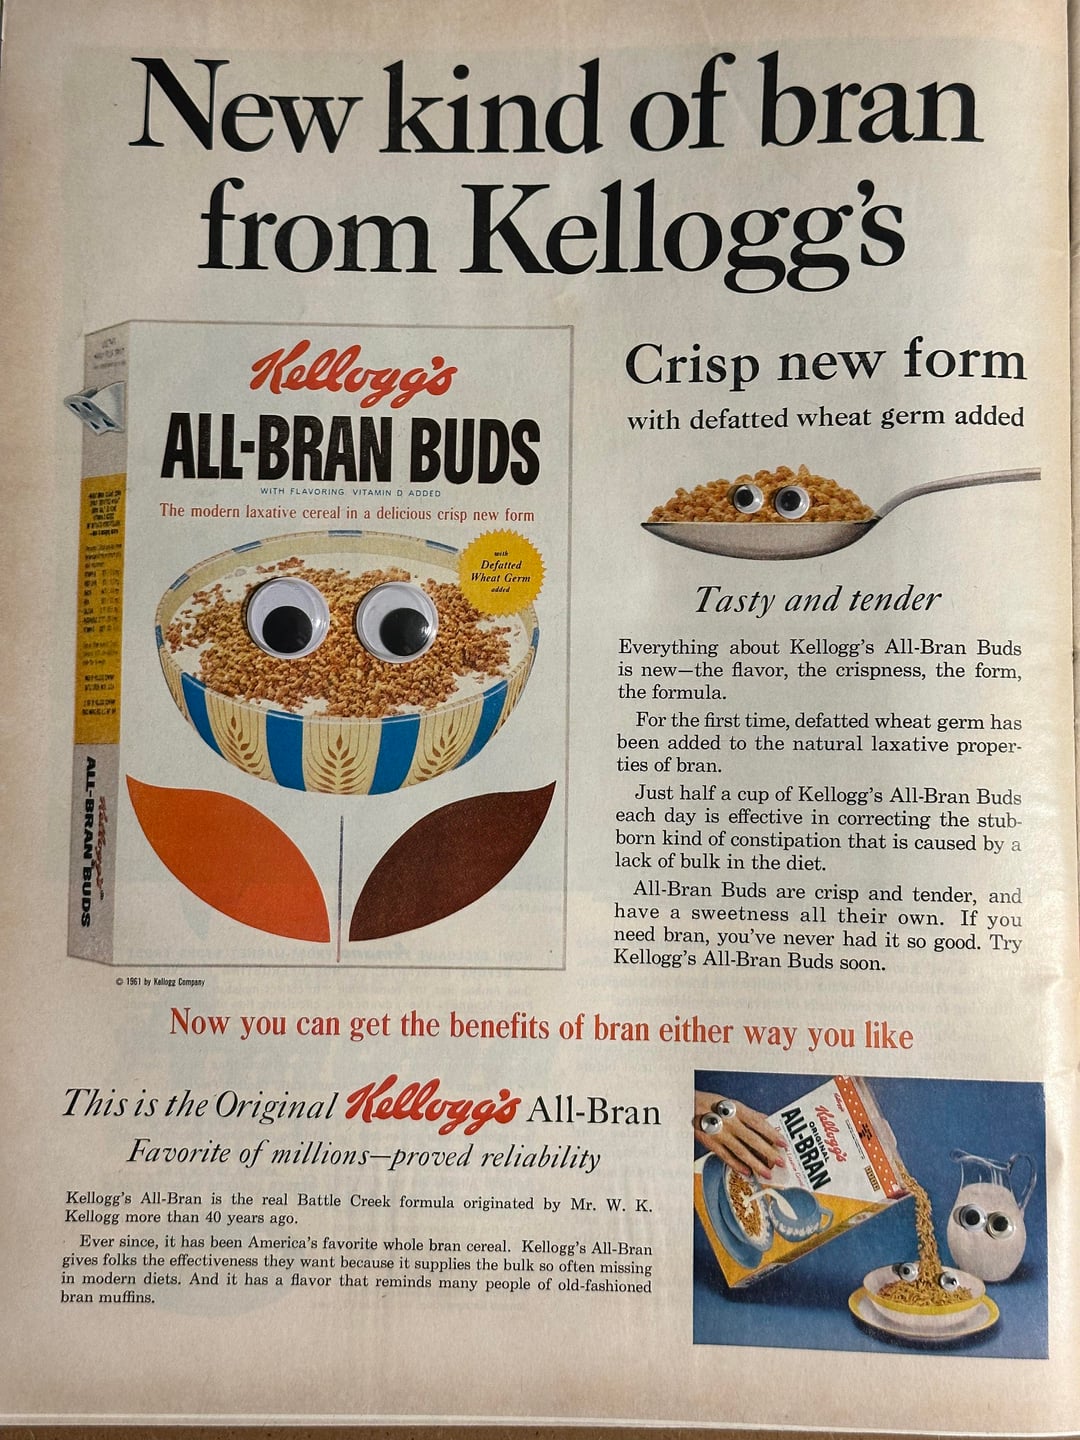 New kind of bran
from Kellogg's
Kellogg's
ALL-BRAN BUDS
WITH FLAVORING VITAMIN D ADDED
The modern laxative cereal in a delicious crisp new form
with
Defatted
Wheat Germ
added
Kellogg's
ALL-BRAN BUDS
© 1961 by Kellogg Company
Crisp new form
with defatted wheat germ added
Tasty and tender
Everything about Kellogg's All-Bran Buds
is new—the flavor, the crispness, the form,
the formula.
For the first time, defatted wheat germ has
been added to the natural laxative proper-
ties of bran.
Just half a cup of Kellogg's All-Bran Buds
each day is effective in correcting the stub-
born kind of constipation that is caused by a
lack of bulk in the diet.
All-Bran Buds are crisp and tender, and
have a sweetness all their own. If you
need bran, you've never had it so good. Try
Kellogg's All-Bran Buds soon.
Now you can get the benefits of bran either way you like
This is the Original Kellogg's All-Bran
Favorite of millions—proved reliability
Kellogg's All-Bran is the real Battle Creek formula originated by Mr. W. K.
Kellogg more than 40 years ago.
Ever since, it has been America's favorite whole bran cereal. Kellogg's All-Bran
gives folks the effectiveness they want because it supplies the bulk so often missing
in modern diets. And it has a flavor that reminds many people of old-fashioned
bran muffins.
Kellogg's
ORIGINAL
ALL-BRAN